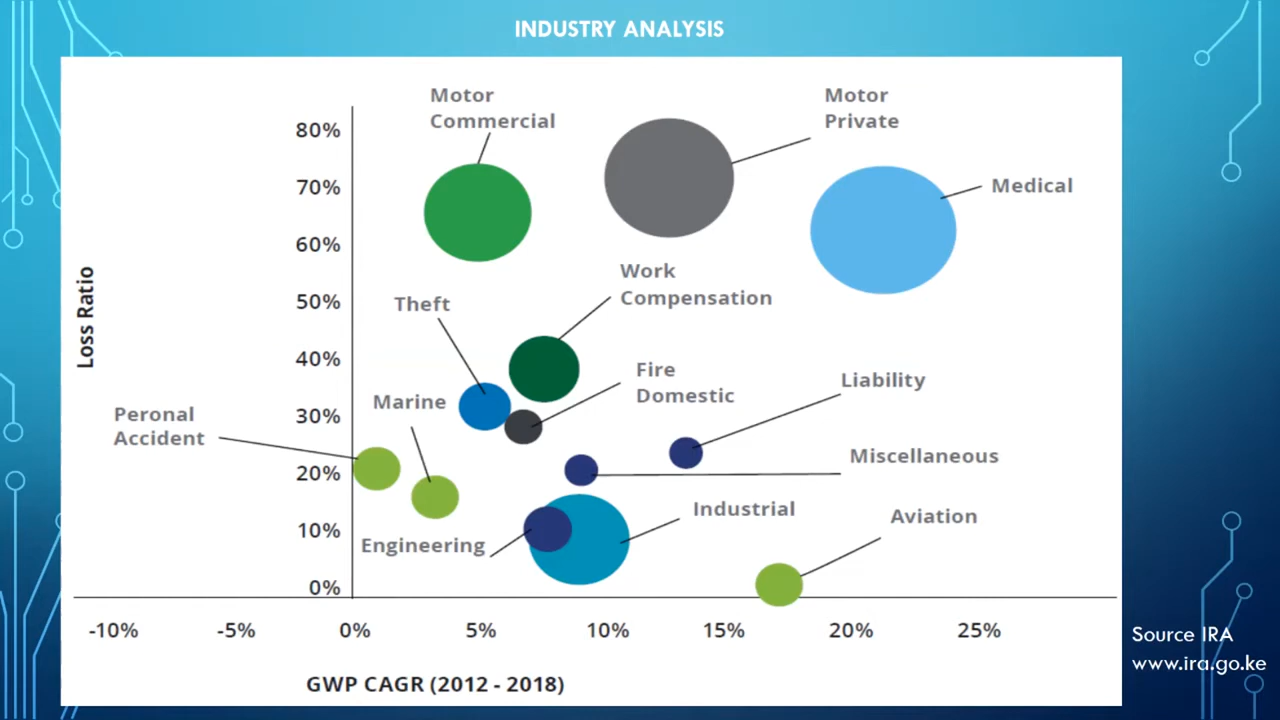 INDUSTRY ANALYSIS
Motor
Commercial
Motor
Private
80%
70%
Medical
60%
Work
Compensation
50%
Theft
Loss Ratio
40%
Fire
Domestic
Liability
Marine
30%
Peronal
Accident
Miscellaneous
20%
Industrial
Aviation
10%
Engineering
0%
-10%
-5%
0%
5%
10%
15%
20%
25%
GWP CAGR (2012 - 2018)
Source IRA
www.ira.go.ke